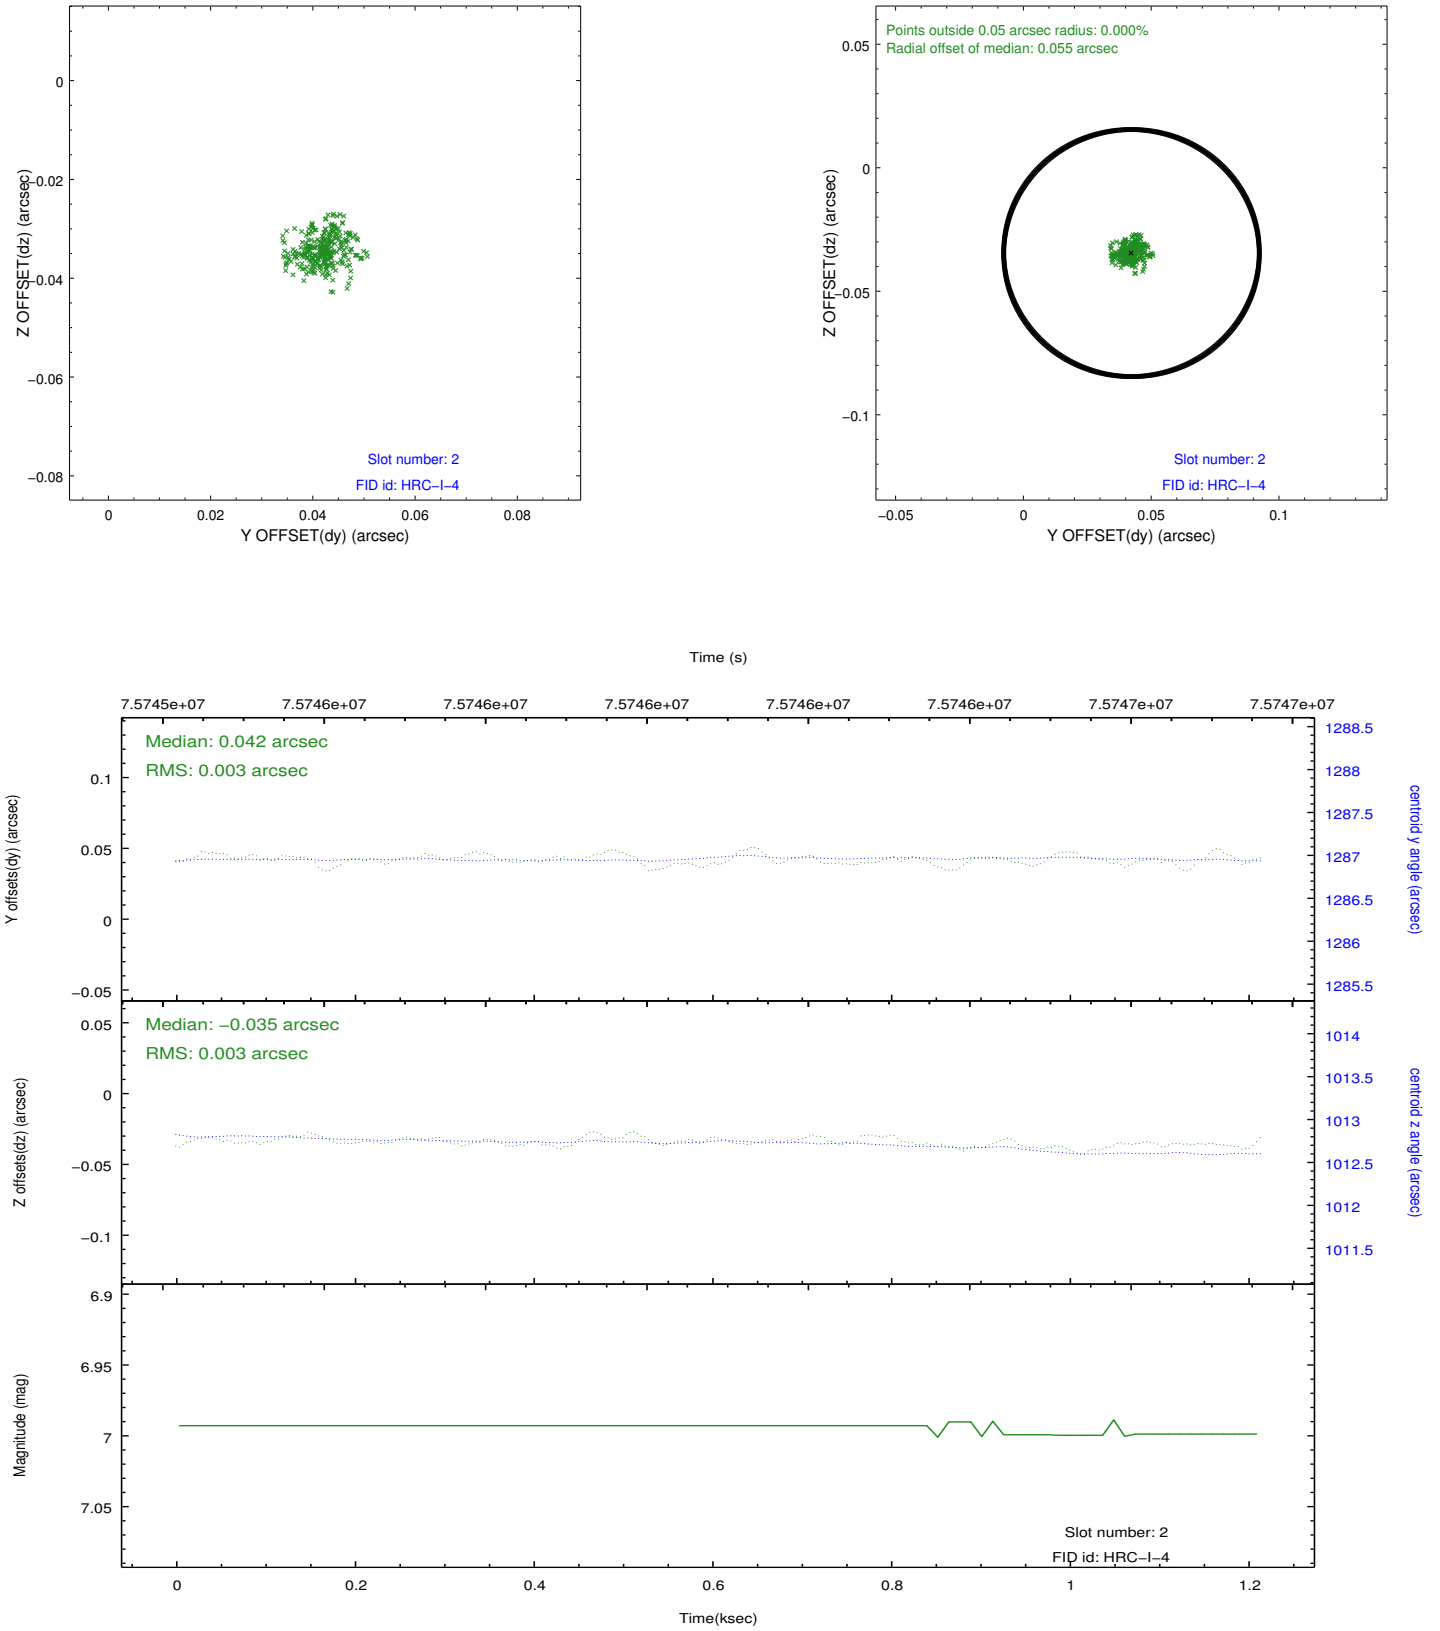 0
−0.02
−0.04
−0.06
−0.08
Z OFFSET(dz) (arcsec)
0
0.02
0.04
0.06
0.08
Y OFFSET(dy) (arcsec)
Slot number: 2
FID id: HRC−I−4
Points outside 0.05 arcsec radius: 0.000%
Radial offset of median: 0.055 arcsec
0.05
0
−0.05
−0.1
Z OFFSET(dz) (arcsec)
−0.05
0
0.05
0.1
Y OFFSET(dy) (arcsec)
Slot number: 2
FID id: HRC−I−4
Time (s)
7.5745e+07
7.5746e+07
7.5746e+07
7.5746e+07
7.5746e+07
7.5746e+07
7.5747e+07
7.5747e+07
Median: 0.042 arcsec
RMS: 0.003 arcsec
0.1
0.05
0
−0.05
Y offsets(dy) (arcsec)
1288.5
1288
1287.5
1287
1286.5
1286
1285.5
centroid y angle (arcsec)
Median: −0.035 arcsec
RMS: 0.003 arcsec
0.05
0
−0.05
−0.1
Z offsets(dz) (arcsec)
1014
1013.5
1013
1012.5
1012
1011.5
centroid z angle (arcsec)
6.9
6.95
7
7.05
Magnitude (mag)
Slot number: 2
FID id: HRC−I−4
0
0.2
0.4
0.6
0.8
1
1.2
Time(ksec)